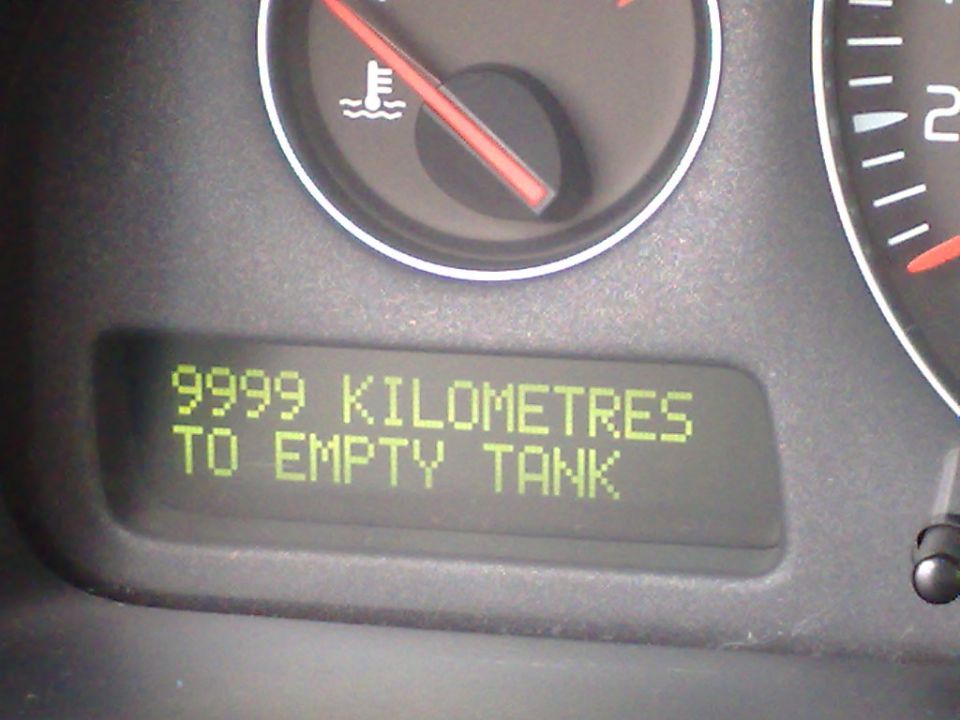 9999 KILOMETRES
TO EMPTY TANK
2